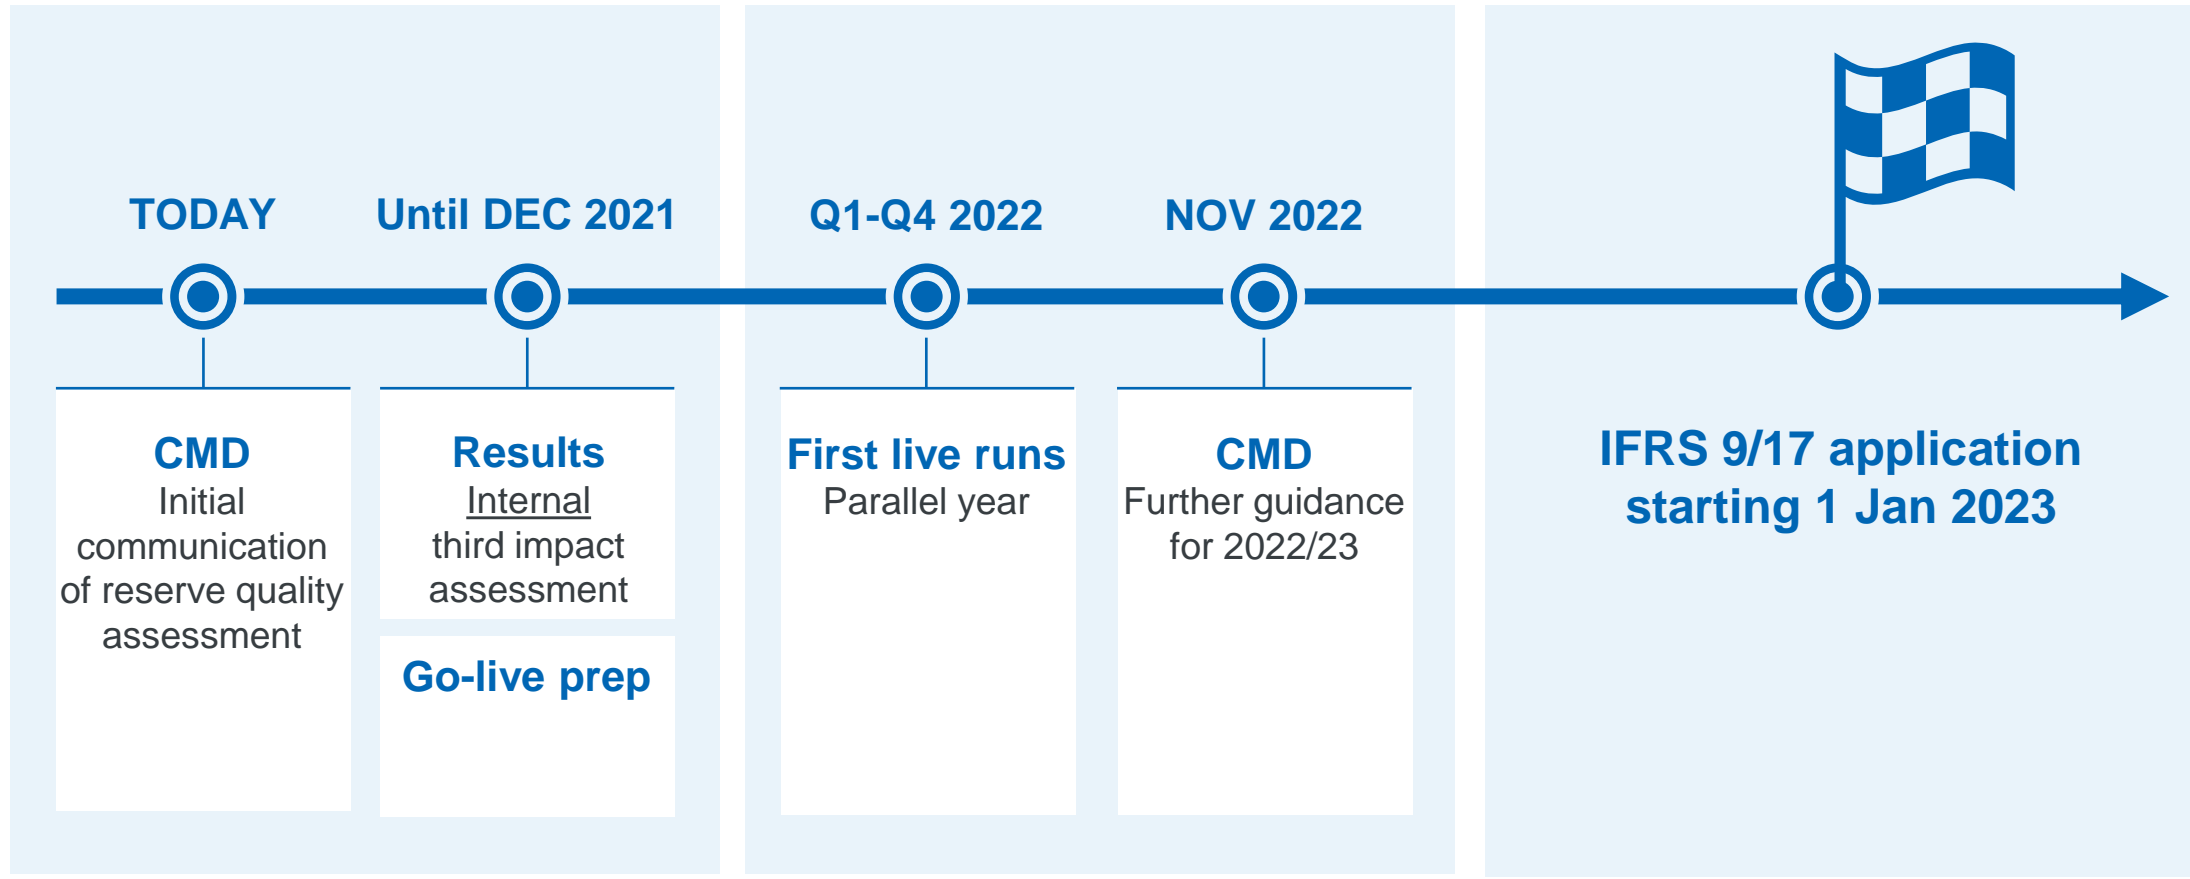 TODAY
CMD
Initial
communication
of reserve quality
assessment
Until DEC 2021
Results
Internal
third impact
assessment
Go-live prep
Q1-Q4 2022
First live runs
Parallel year
NOV 2022
CMD
Further guidance
for 2022/23
IFRS 9/17 application
starting 1 Jan 2023